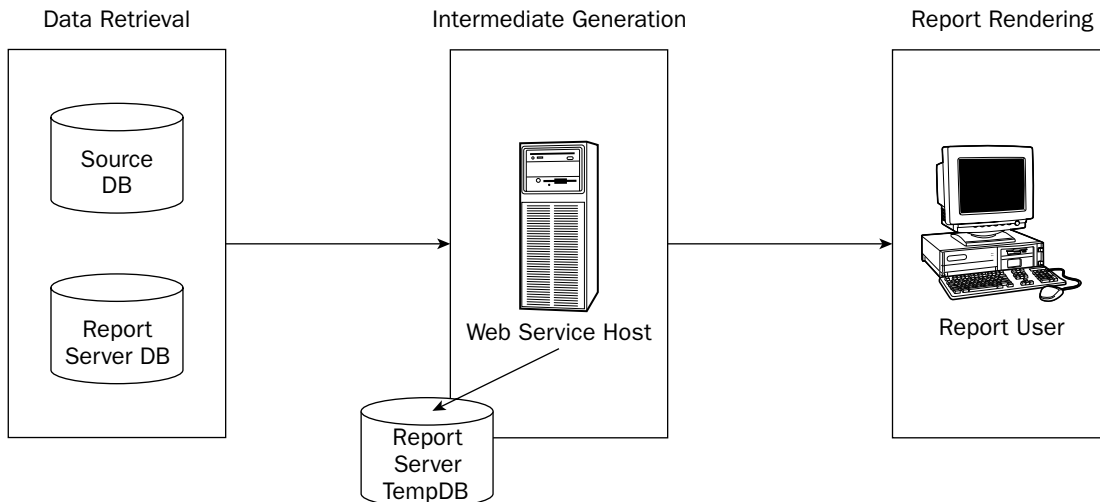 Data Retrieval
Intermediate Generation
Report Rendering
Source
DB
Report
Server DB
Web Service Host
Report
Server
TempDB
Report User